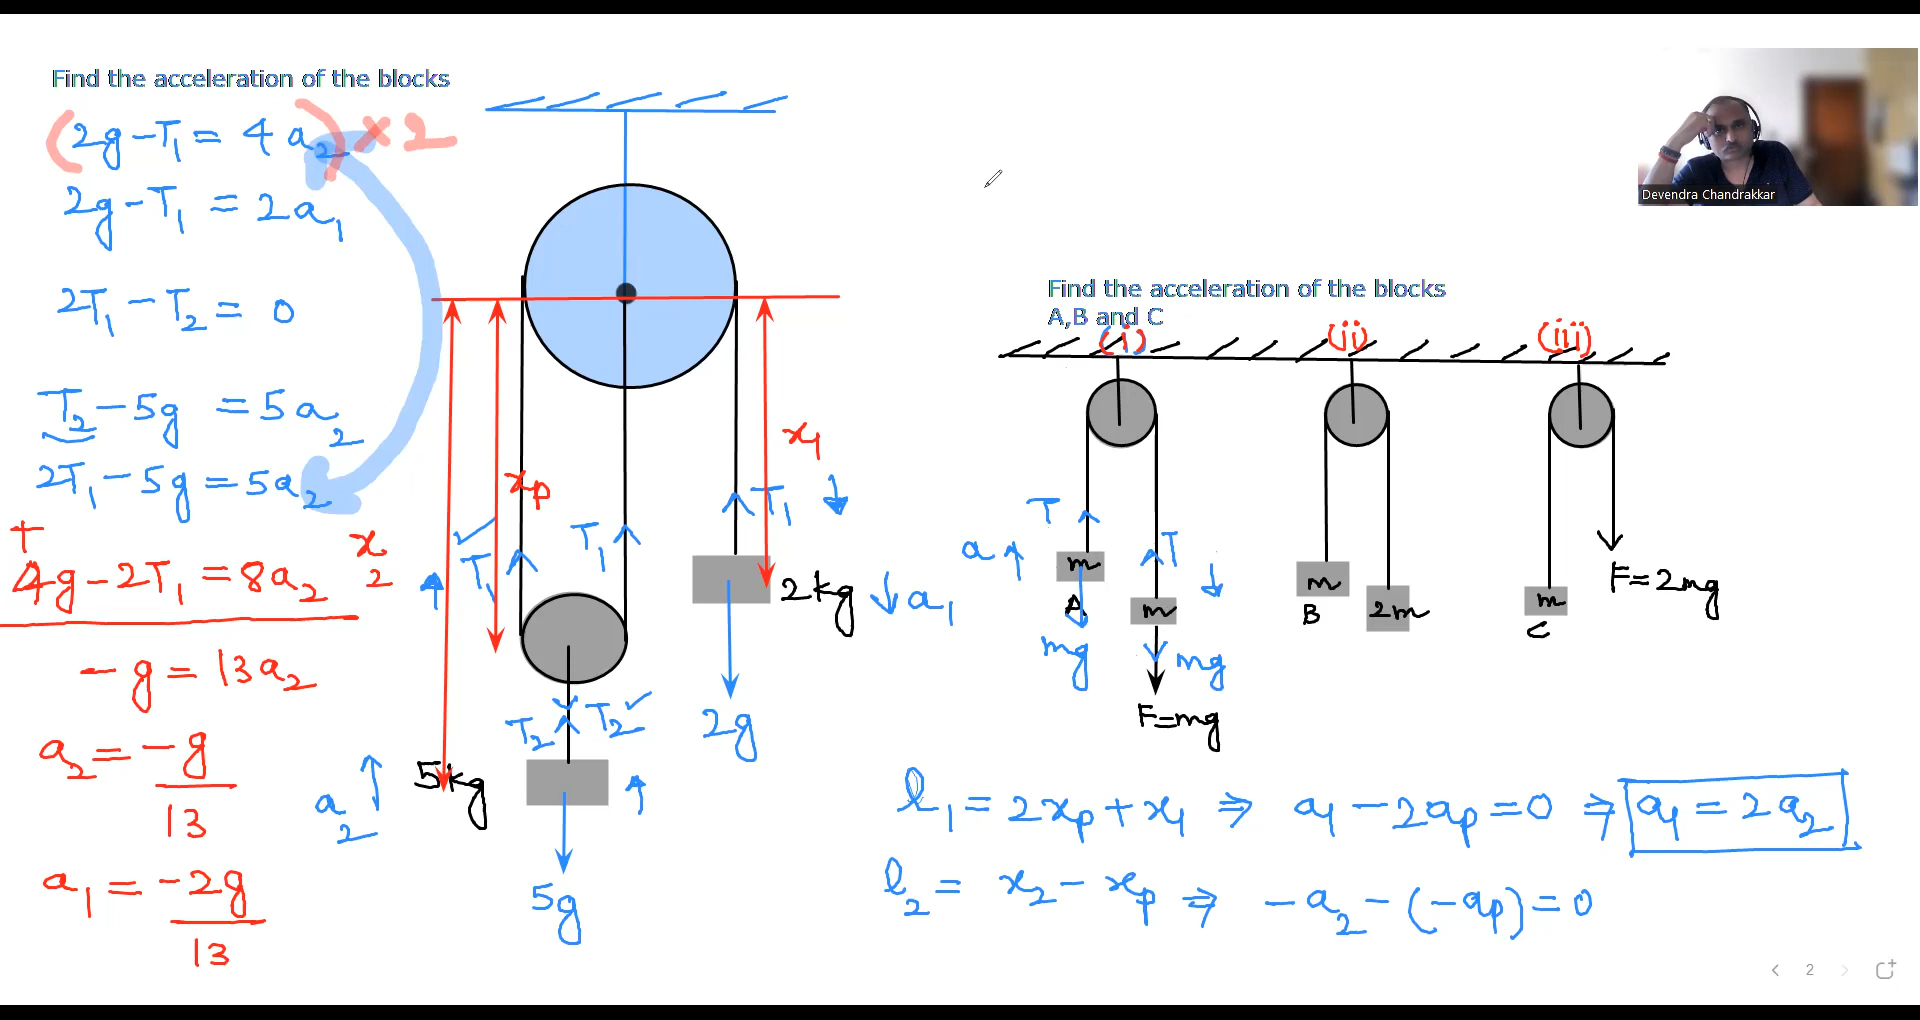 Find the acceleration of the blocks
(2g-T₁ = 4a₂) × 2
2g-T₁ = 2a₁
2T₁ - T₂ = 0
T₂ - 5g = 5a₂
2T₁ - 5g = 5a₂
+
4g - 2T₁ = 8a₂
x
2
-g = 13a₂
a₂ = -g/13
a₁ = -2g/13
xp
x₁
T₁
T₁
T₁
2kg
a₁
2g
T₂
T₂
5kg
a₂
5g
Devendra Chandrakkar
Find the acceleration of the blocks
A,B and C
(i)
(ii)
(iii)
T
a
m
A
mg
T
m
mg
F=mg
m
B
2m
m
C
F=2mg
l₁ = 2xp + x₁ ⇒ a₁ - 2ap = 0 ⇒ a₁ = 2a₂
l₂ = x₂ - xp ⇒ -a₂ - (-ap) = 0
2